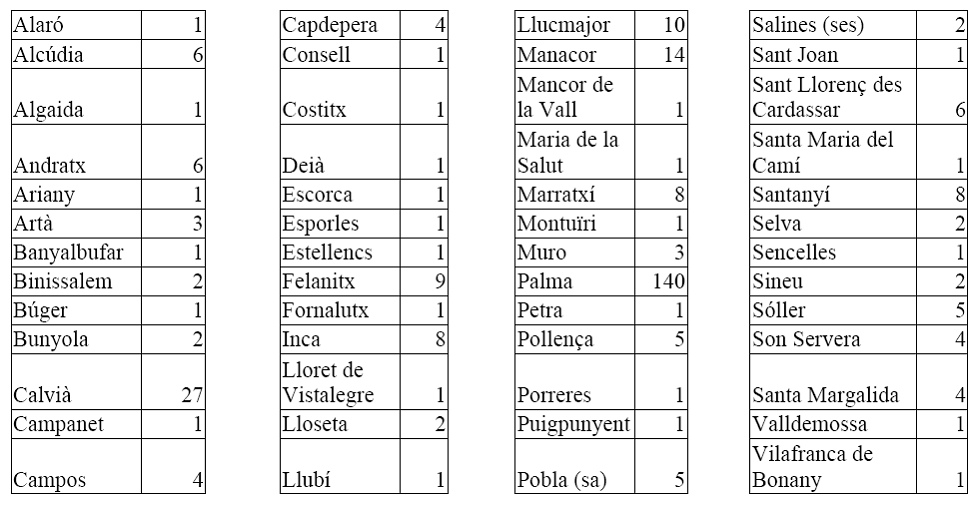 Alaró 1
Alcúdia 6
Algaida 1
Andratx 6
Ariany 1
Artà 3
Banyalbufar 1
Binissalem 2
Búger 1
Bunyola 2
Calvià 27
Campanet 1
Campos 4
Capdepera 4
Consell 1
Costitx 1
Deià 1
Escorca 1
Esporles 1
Estellencs 1
Felanitx 9
Fornalutx 1
Inca 8
Lloret de
Vistalegre 1
Lloseta 2
Llubí 1
Llucmajor 10
Manacor 14
Mancor de
la Vall 1
Maria de la
Salut 1
Marratxí 8
Montuïri 1
Muro 3
Palma 140
Petra 1
Pollença 5
Porreres 1
Puigpunyent 1
Pobla (sa) 5
Salines (ses) 2
Sant Joan 1
Sant Llorenç des
Cardassar 6
Santa Maria del
Camí 1
Santanyí 8
Selva 2
Sencelles 1
Sineu 2
Sóller 5
Son Servera 4
Santa Margalida 4
Valldemossa 1
Vilafranca de
Bonany 1